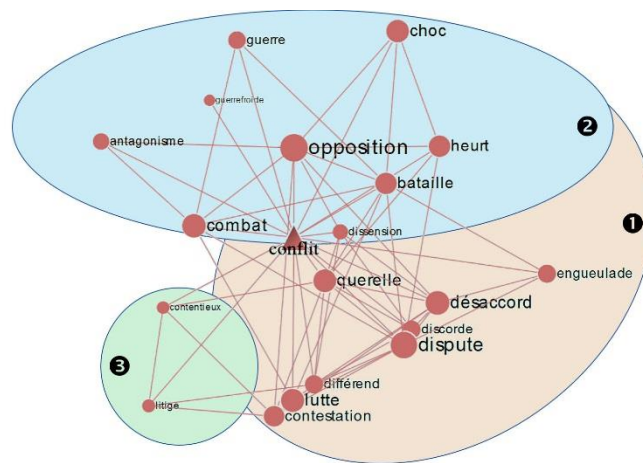 choc
guerre
guerrefroide
❷
antagonisme
opposition
heurt
bataille
combat
dissension
❶
conflit
engueulade
querelle
contentieux
désaccord
discorde
dispute
❸
différend
litige
lutte
contestation